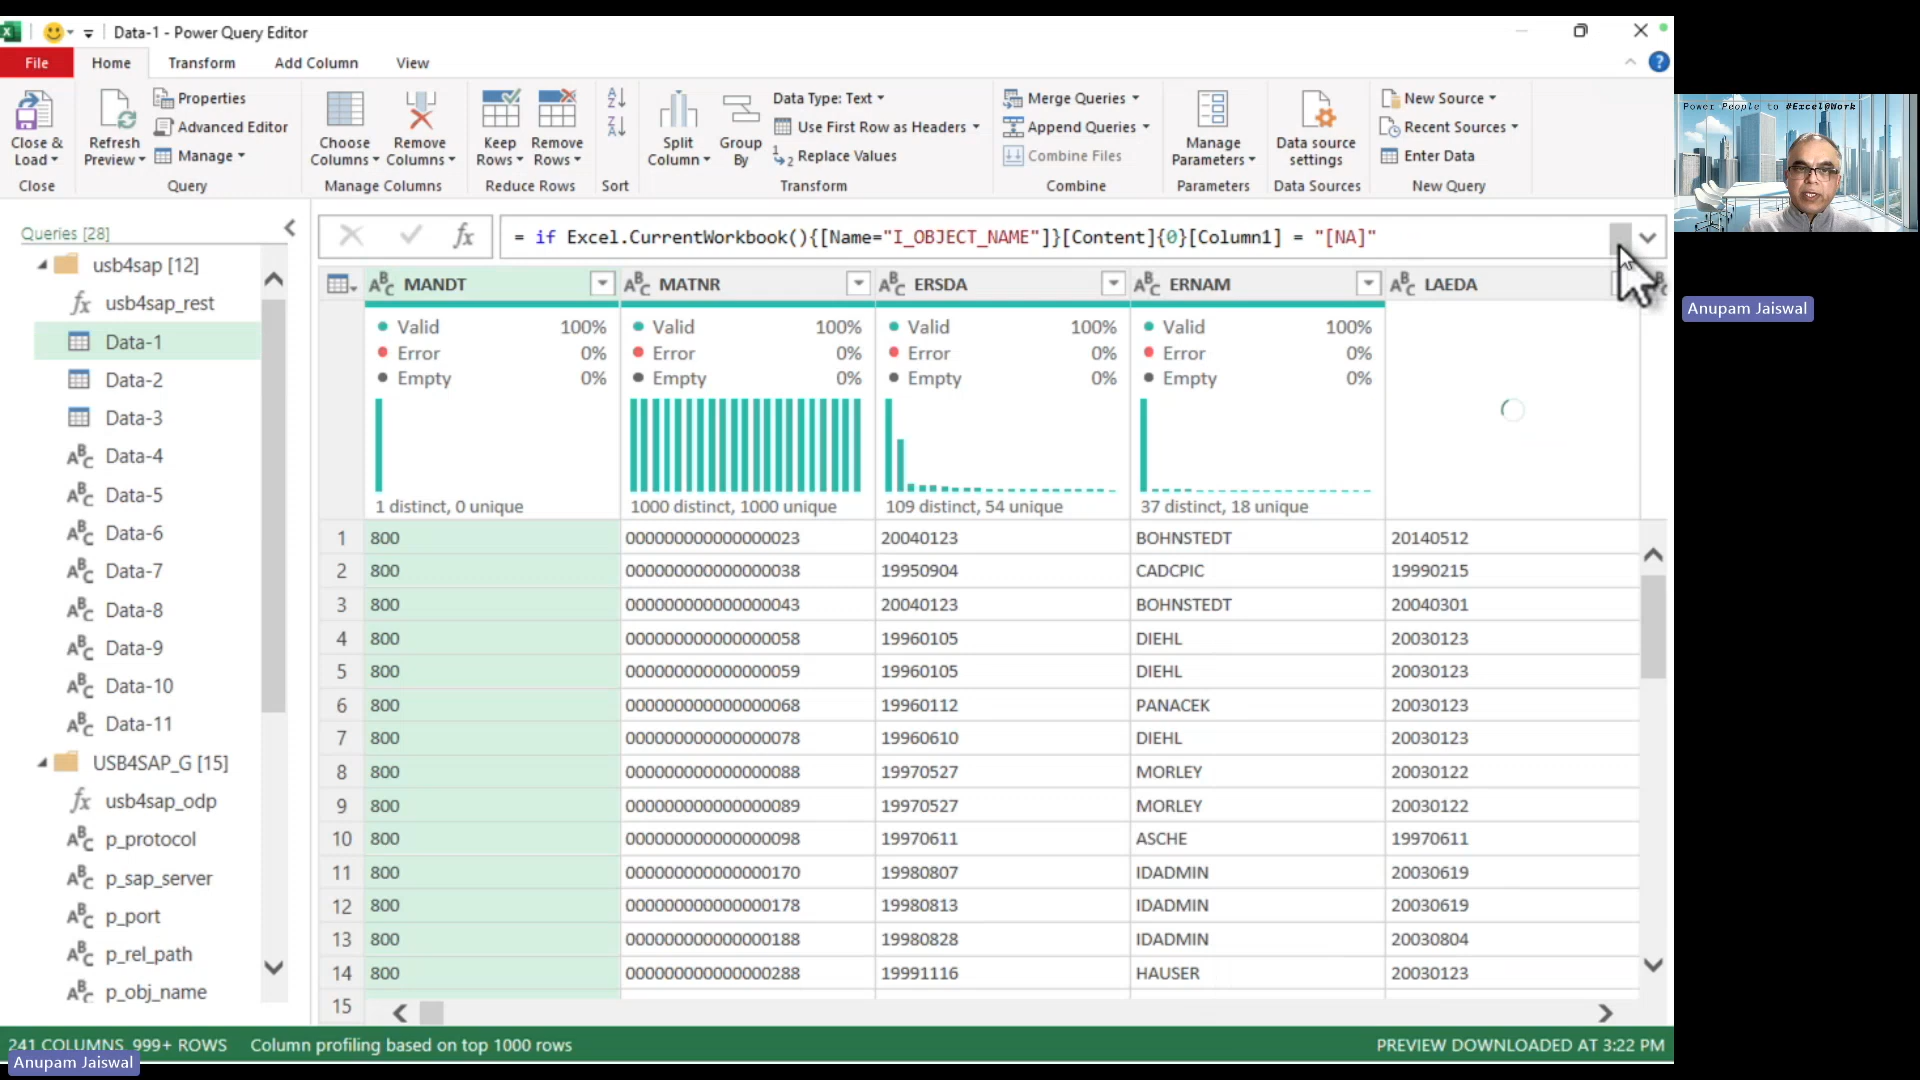 Data-1 - Power Query Editor
File
Home
Transform
Add Column
View
Close &
Load
Close
Refresh
Preview
Properties
Advanced Editor
Manage
Query
Choose
Columns
Remove
Columns
Manage Columns
Keep
Rows
Remove
Rows
Reduce Rows
Sort
Split
Column
Group
By
Data Type: Text
Use First Row as Headers
Replace Values
Transform
Merge Queries
Append Queries
Combine Files
Combine
Manage
Parameters
Parameters
Data source
settings
Data Sources
New Source
Recent Sources
Enter Data
New Query
Power People to #Excel@Work
Anupam Jaiswal
Queries [28]
usb4sap [12]
fx usb4sap_rest
Data-1
Data-2
Data-3
Data-4
Data-5
Data-6
Data-7
Data-8
Data-9
Data-10
Data-11
USB4SAP_G [15]
fx usb4sap_odp
p_protocol
p_sap_server
p_port
p_rel_path
p_obj_name
fx
= if Excel.CurrentWorkbook(){[Name="I_OBJECT_NAME"]}[Content]{0}[Column1] = "[NA]"
MANDT MATNR ERSDA ERNAM LAEDA
Valid 100% Valid 100% Valid 100% Valid 100%
Error 0% Error 0% Error 0% Error 0%
Empty 0% Empty 0% Empty 0% Empty 0%
1 distinct, 0 unique 1000 distinct, 1000 unique 109 distinct, 54 unique 37 distinct, 18 unique
1 800 000000000000000023 20040123 BOHNSTEDT 20140512
2 800 000000000000000038 19950904 CADCPIC 19990215
3 800 000000000000000043 20040123 BOHNSTEDT 20040301
4 800 000000000000000058 19960105 DIEHL 20030123
5 800 000000000000000059 19960105 DIEHL 20030123
6 800 000000000000000068 19960112 PANACEK 20030123
7 800 000000000000000078 19960610 DIEHL 20030123
8 800 000000000000000088 19970527 MORLEY 20030122
9 800 000000000000000089 19970527 MORLEY 20030122
10 800 000000000000000098 19970611 ASCHE 19970611
11 800 000000000000000170 19980807 IDADMIN 20030619
12 800 000000000000000178 19980813 IDADMIN 20030619
13 800 000000000000000188 19980828 IDADMIN 20030804
14 800 000000000000000288 19991116 HAUSER 20030123
15
241 COLUMNS, 999+ ROWS Column profiling based on top 1000 rows PREVIEW DOWNLOADED AT 3:22 PM
Anupam Jaiswal